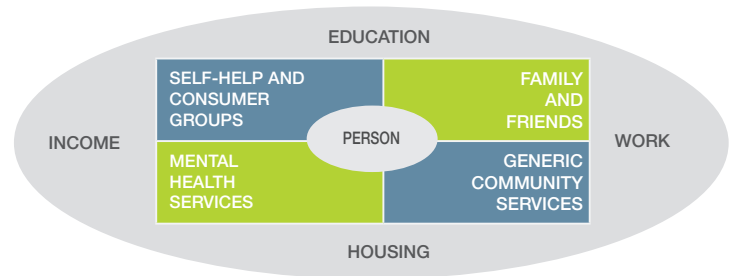 EDUCATION
SELF-HELP AND
CONSUMER
GROUPS
FAMILY
AND
FRIENDS
INCOME
PERSON
WORK
MENTAL
HEALTH
SERVICES
GENERIC
COMMUNITY
SERVICES
HOUSING